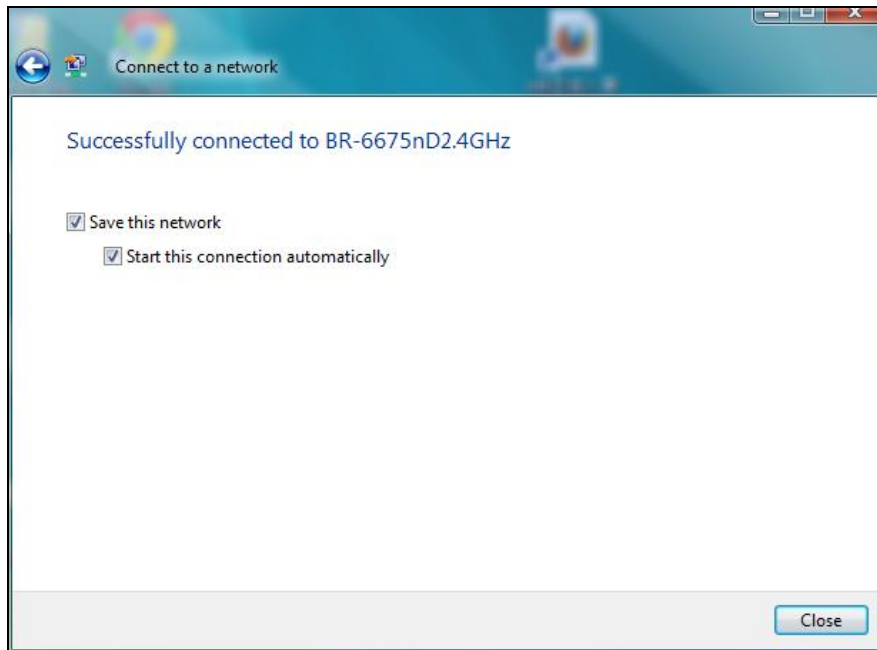 Connect to a network
Successfully connected to BR-6675nD2.4GHz
Save this network
Start this connection automatically
Close